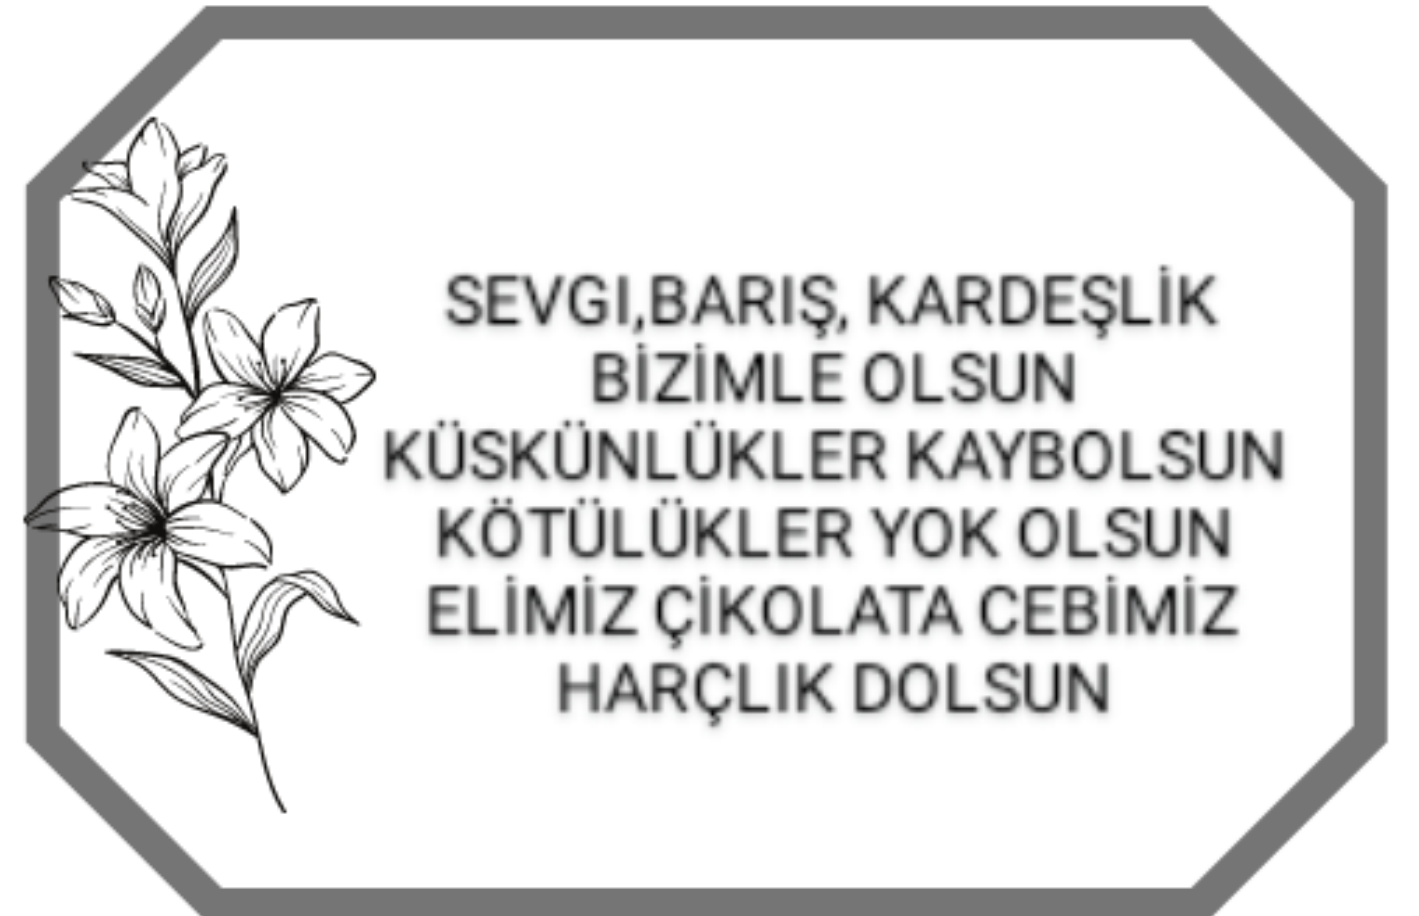 SEVGI,BARIŞ, KARDEŞLİK
BİZİMLE OLSUN
KÜSKÜNLÜKLER KAYBOLSUN
KÖTÜLÜKLER YOK OLSUN
ELİMİZ ÇİKOLATA CEBİMİZ
HARÇLIK DOLSUN